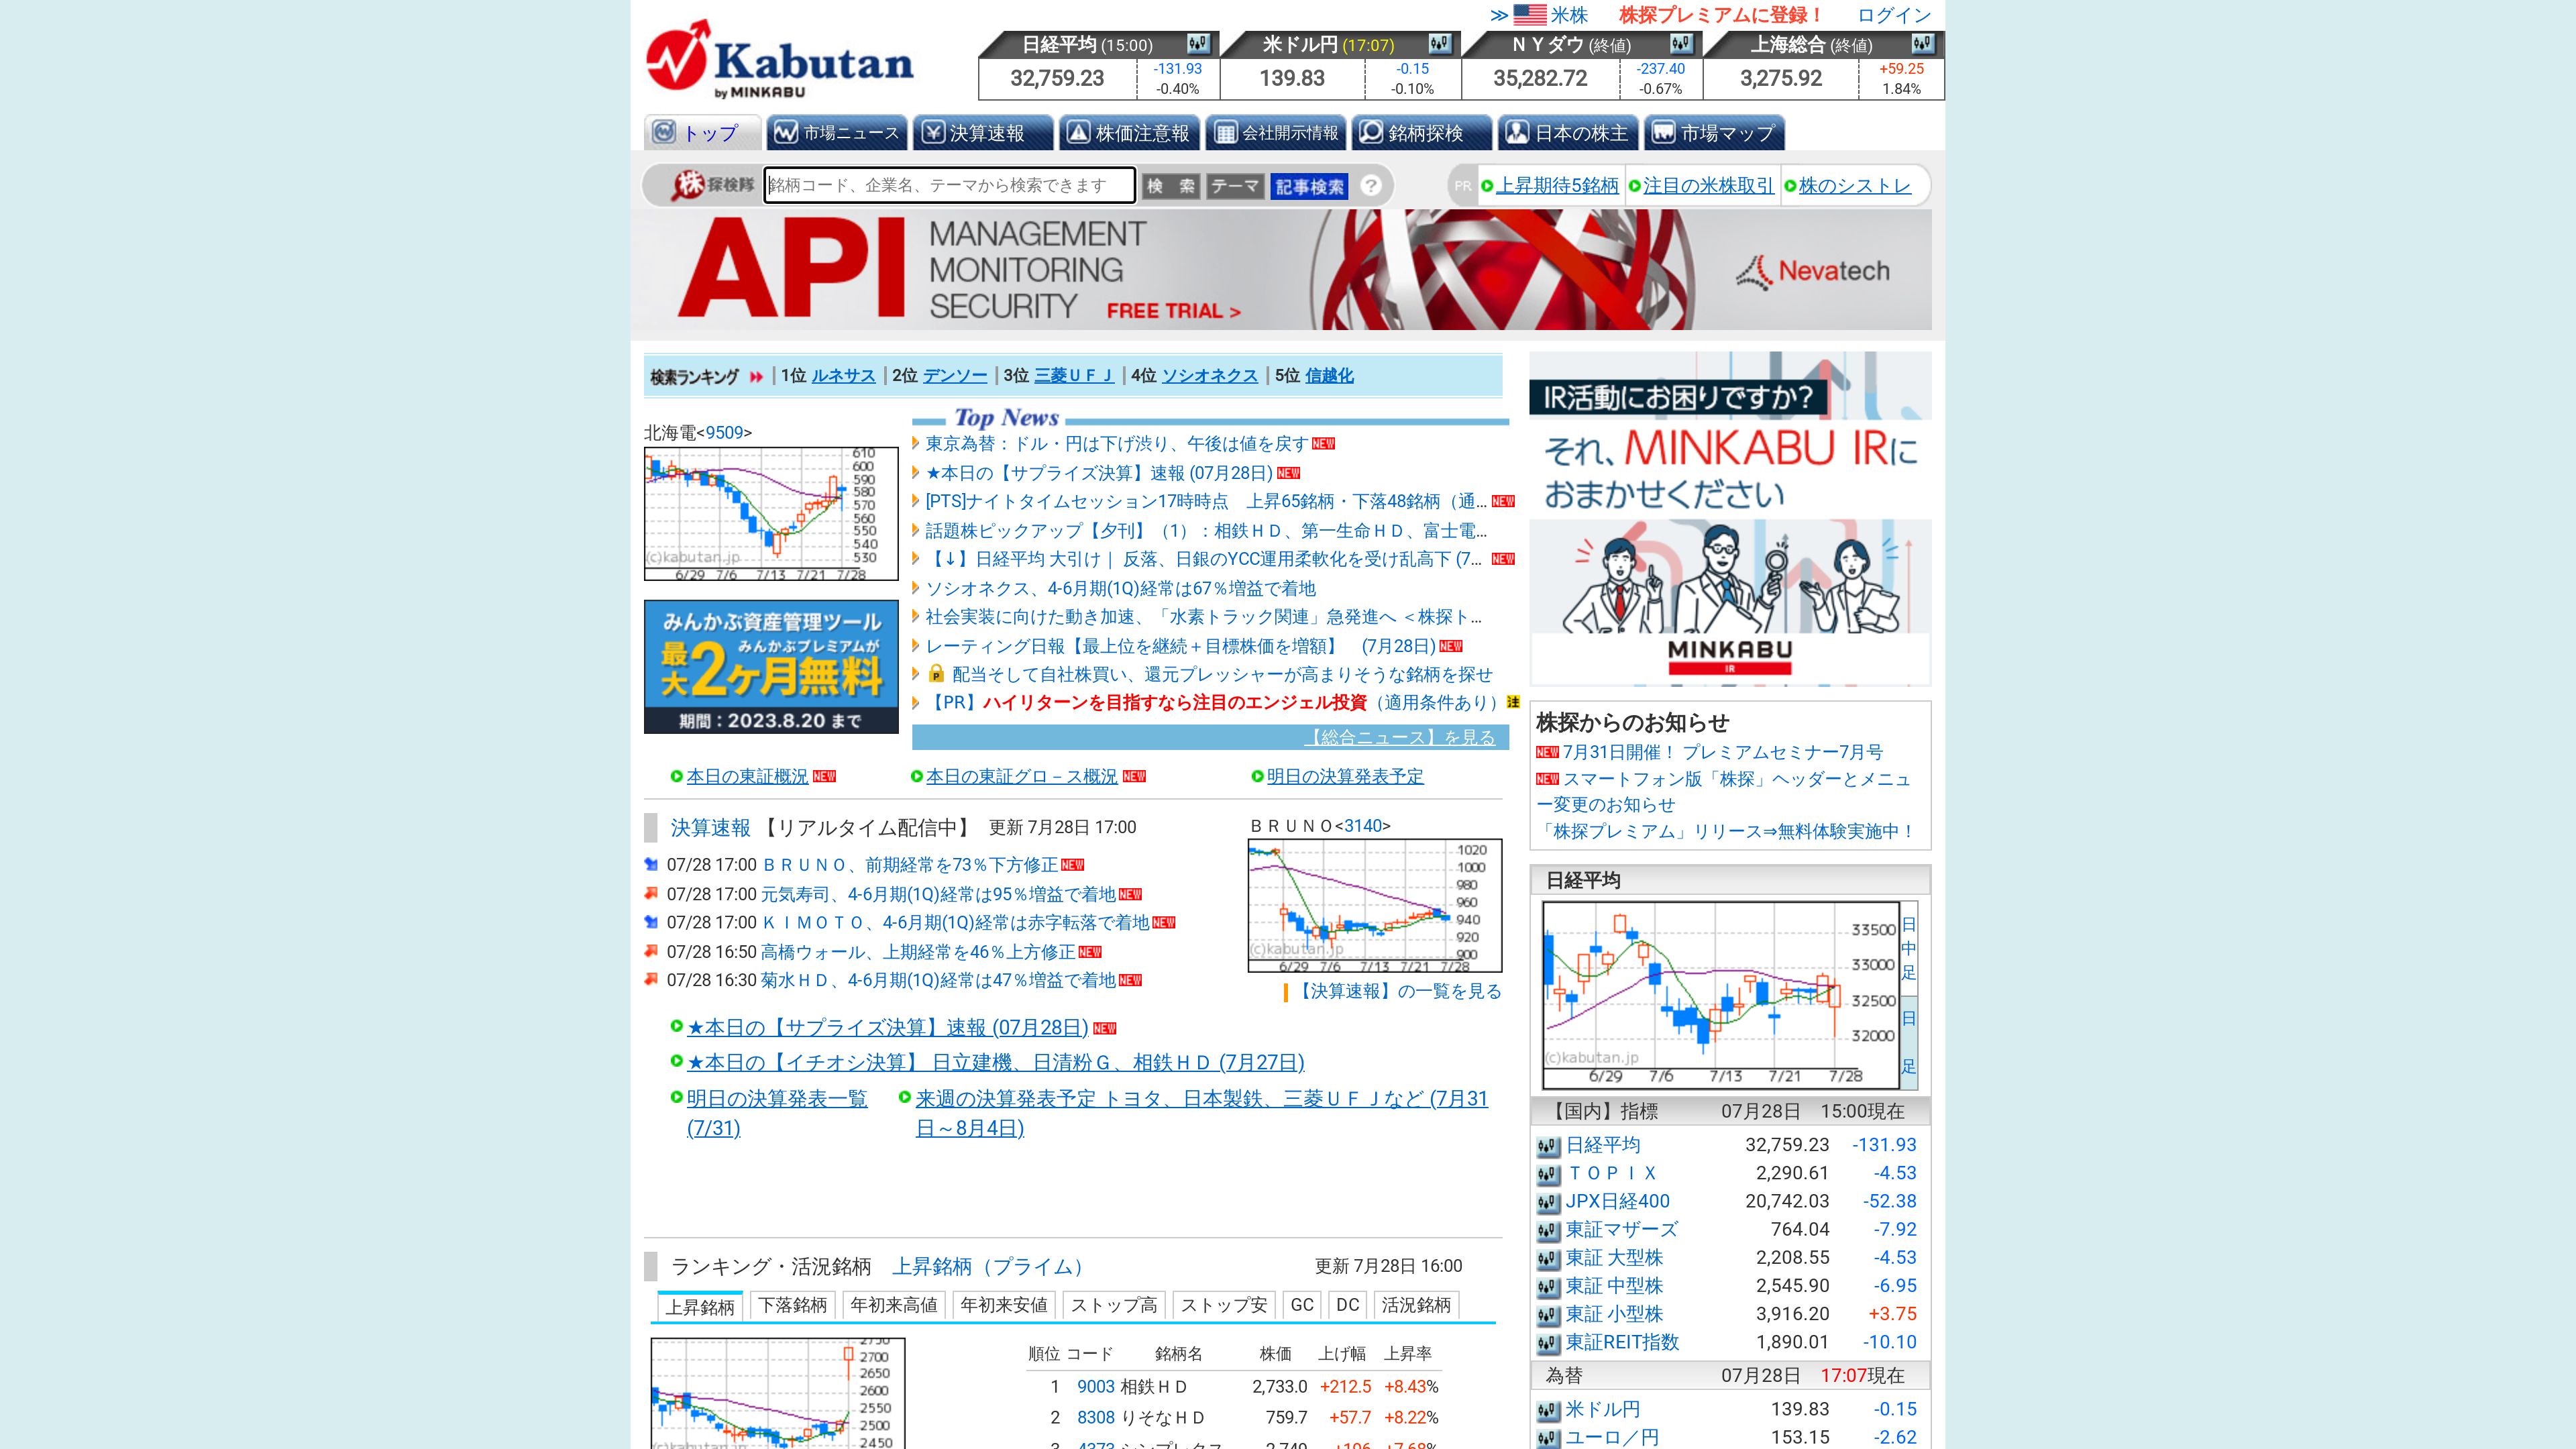 ≫ 米株 株探プレミアムに登録！ ログイン
Kabutan
by MINKABU
日経平均 (15:00) 米ドル円 (17:07) ＮＹダウ (終値) 上海総合 (終値)
32,759.23 -131.93 -0.40% 139.83 -0.15 -0.10% 35,282.72 -237.40 -0.67% 3,275.92 +59.25 1.84%
トップ 市場ニュース 決算速報 株価注意報 会社開示情報 銘柄探検 日本の株主 市場マップ
株 探検隊 銘柄コード、企業名、テーマから検索できます 検 索 テーマ 記事検索 ? PR 上昇期待5銘柄 注目の米株取引 株のシストレ
API
MANAGEMENT
MONITORING
SECURITY FREE TRIAL >
Nevatech
検索ランキング 1位 ルネサス 2位 デンソー 3位 三菱ＵＦＪ 4位 ソシオネクス 5位 信越化
北海電<9509>
610
600
590
580
570
560
550
540
530
(c)kabutan.jp
6/29 7/6 7/13 7/21 7/28
みんかぶ資産管理ツール
みんかぶプレミアムが
最大2ヶ月無料
期間：2023.8.20 まで
Top News
東京為替：ドル・円は下げ渋り、午後は値を戻す NEW
★本日の【サプライズ決算】速報 (07月28日) NEW
[PTS]ナイトタイムセッション17時時点　上昇65銘柄・下落48銘柄（通... NEW
話題株ピックアップ【夕刊】（1）：相鉄ＨＤ、第一生命ＨＤ、富士電...
【↓】日経平均 大引け｜ 反落、日銀のYCC運用柔軟化を受け乱高下 (7... NEW
ソシオネクス、4-6月期(1Q)経常は67％増益で着地
社会実装に向けた動き加速、「水素トラック関連」急発進へ ＜株探ト...
レーティング日報【最上位を継続＋目標株価を増額】　(7月28日) NEW
P 配当そして自社株買い、還元プレッシャーが高まりそうな銘柄を探せ
【PR】ハイリターンを目指すなら注目のエンジェル投資（適用条件あり）注
【総合ニュース】を見る
本日の東証概況 NEW 本日の東証グロ－ス概況 NEW 明日の決算発表予定
決算速報 【リアルタイム配信中】 更新 7月28日 17:00
07/28 17:00 ＢＲＵＮＯ、前期経常を73％下方修正 NEW
07/28 17:00 元気寿司、4-6月期(1Q)経常は95％増益で着地 NEW
07/28 17:00 ＫＩＭＯＴＯ、4-6月期(1Q)経常は赤字転落で着地 NEW
07/28 16:50 高橋ウォール、上期経常を46％上方修正 NEW
07/28 16:30 菊水ＨＤ、4-6月期(1Q)経常は47％増益で着地 NEW
ＢＲＵＮＯ<3140>
1020
1000
980
960
940
920
900
(c)kabutan.jp
6/29 7/6 7/13 7/21 7/28
【決算速報】の一覧を見る
★本日の【サプライズ決算】速報 (07月28日) NEW
★本日の【イチオシ決算】 日立建機、日清粉Ｇ、相鉄ＨＤ (7月27日)
明日の決算発表一覧 (7/31)
来週の決算発表予定 トヨタ、日本製鉄、三菱ＵＦＪなど (7月31
日～8月4日)
ランキング・活況銘柄 上昇銘柄（プライム） 更新 7月28日 16:00
上昇銘柄 下落銘柄 年初来高値 年初来安値 ストップ高 ストップ安 GC DC 活況銘柄
2750
2700
2650
2600
2550
2500
2450
(c)kabutan.jp
順位 コード 銘柄名 株価 上げ幅 上昇率
1 9003 相鉄ＨＤ 2,733.0 +212.5 +8.43%
2 8308 りそなＨＤ 759.7 +57.7 +8.22%
3 4373 シンプレクス 2,749 +196 +7.68%
IR活動にお困りですか?
それ、MINKABU IRに
おまかせください
MINKABU
IR
株探からのお知らせ
NEW 7月31日開催！ プレミアムセミナー7月号
NEW スマートフォン版「株探」ヘッダーとメニュ
ー変更のお知らせ
「株探プレミアム」リリース⇒無料体験実施中！
日経平均
33500
33000
32500
32000
(c)kabutan.jp
6/29 7/6 7/13 7/21 7/28
日中足
日足
【国内】指標 07月28日 15:00現在
日経平均 32,759.23 -131.93
ＴＯＰＩＸ 2,290.61 -4.53
JPX日経400 20,742.03 -52.38
東証マザーズ 764.04 -7.92
東証 大型株 2,208.55 -4.53
東証 中型株 2,545.90 -6.95
東証 小型株 3,916.20 +3.75
東証REIT指数 1,890.01 -10.10
為替 07月28日 17:07現在
米ドル円 139.83 -0.15
ユーロ／円 153.15 -2.62